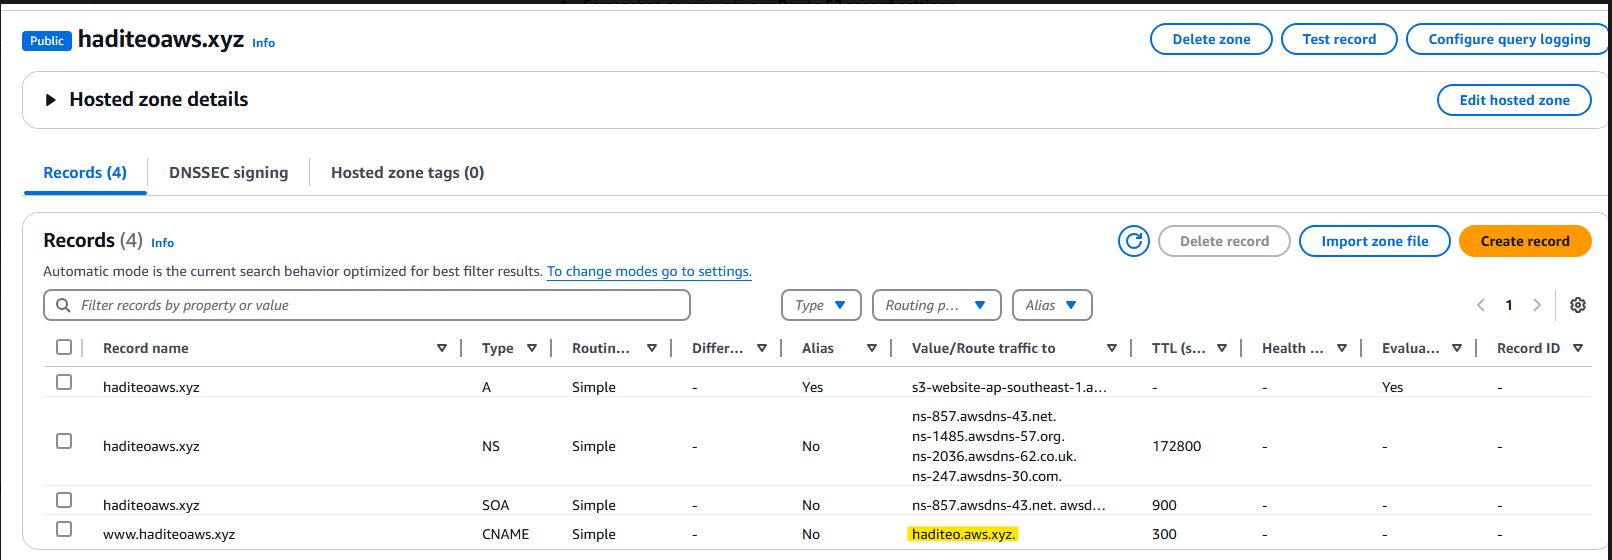 Public haditeoaws.xyz Info
Delete zone Test record Configure query logging
Hosted zone details
Edit hosted zone
Records (4) DNSSEC signing Hosted zone tags (0)
Records (4) Info
Delete record Import zone file Create record
Automatic mode is the current search behavior optimized for best filter results. To change modes go to settings.
Filter records by property or value Type Routing p... Alias 1
Record name Type Routin... Differ... Alias Value/Route traffic to TTL (s... Health ... Evalua... Record ID
haditeoaws.xyz A Simple - Yes s3-website-ap-southeast-1.a... - - Yes -
ns-857.awsdns-43.net.
ns-1485.awsdns-57.org.
haditeoaws.xyz NS Simple - No 172800 - - -
ns-2036.awsdns-62.co.uk.
ns-247.awsdns-30.com.
haditeoaws.xyz SOA Simple - No ns-857.awsdns-43.net. awsd... 900 - - -
www.haditeoaws.xyz CNAME Simple - No haditeo.aws.xyz. 300 - - -